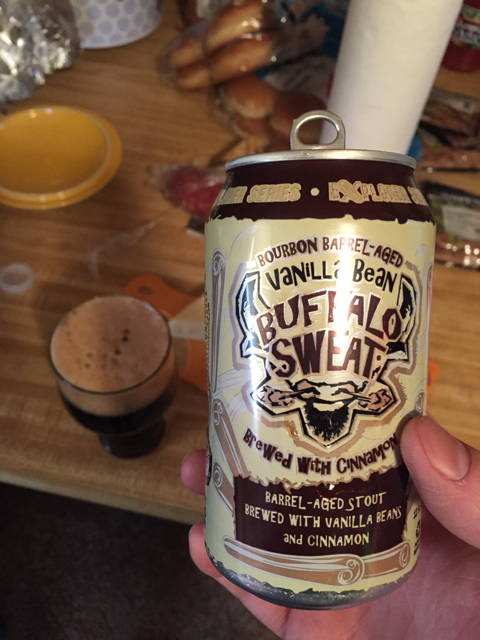 SERIES • EXPLORER
BOURBON BARREL-AGED
VANILLA BEAN
BUFFALO
SWEAT
BREWED WITH CINNAMON
BARREL-AGED STOUT
BREWED WITH VANILLA BEANS
and CINNAMON